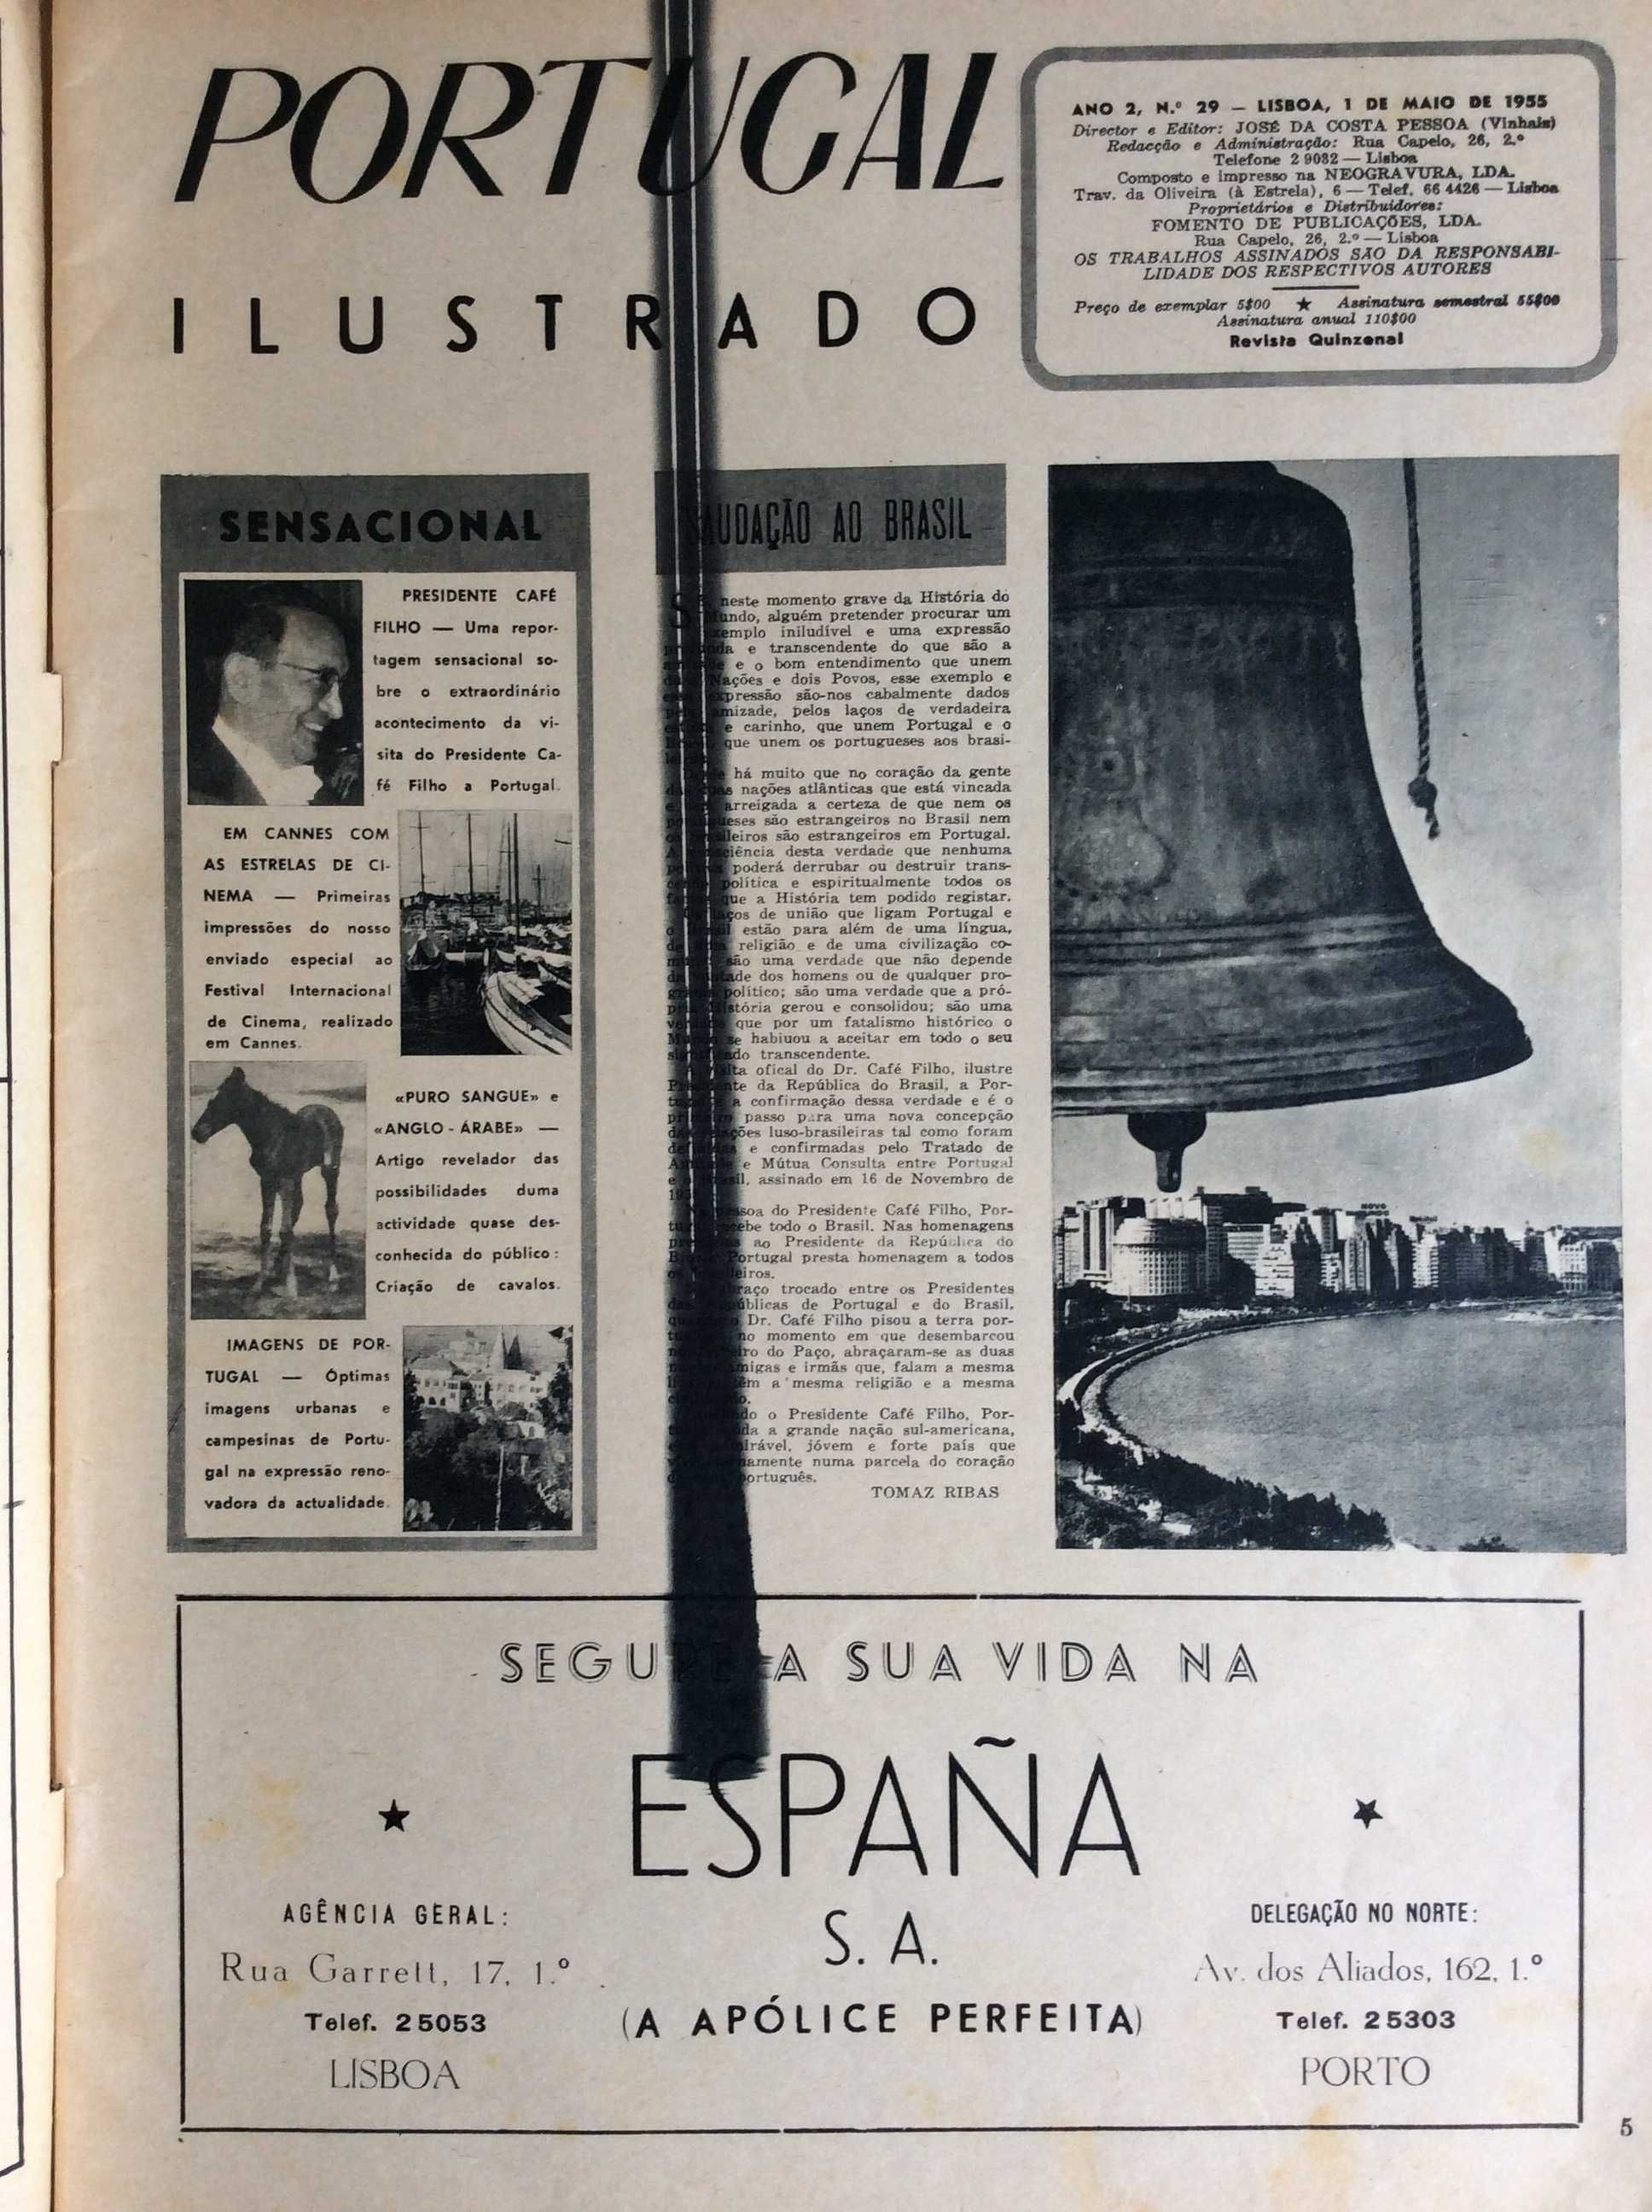 PORTUGAL
ILUSTRADO
ANO 2, N.º 29 — LISBOA, 1 DE MAIO DE 1955
Director e Editor: JOSÉ DA COSTA PESSOA (Vinhais)
Redacção e Administração: Rua Capelo, 26, 2.º
Telefone 2 9082 — Lisboa
Composto e impresso na NEOGRAVURA, LDA.
Trav. da Oliveira (à Estrela), 6 — Telef. 66 4426 — Lisboa
Proprietários e Distribuidores:
FOMENTO DE PUBLICAÇÕES, LDA.
Rua Capelo, 26, 2.º — Lisboa
OS TRABALHOS ASSINADOS SÃO DA RESPONSABI-
LIDADE DOS RESPECTIVOS AUTORES
Preço de exemplar 5$00 ★ Assinatura semestral 55$00
Assinatura anual 110$00
Revista Quinzenal
SENSACIONAL
PRESIDENTE CAFÉ
FILHO — Uma repor-
tagem sensacional so-
bre o extraordinário
acontecimento da vi-
sita do Presidente Ca-
fé Filho a Portugal.
EM CANNES COM
AS ESTRELAS DE CI-
NEMA — Primeiras
impressões do nosso
enviado especial ao
Festival Internacional
de Cinema, realizado
em Cannes.
«PURO SANGUE» e
«ANGLO-ÁRABE» —
Artigo revelador das
possibilidades duma
actividade quase des-
conhecida do público:
Criação de cavalos.
IMAGENS DE POR-
TUGAL — Óptimas
imagens urbanas e
campesinas de Portu-
gal na expressão reno-
vadora da actualidade.
SAUDAÇÃO AO BRASIL
neste momento grave da História do
Mundo, alguém pretender procurar um
exemplo iniludível e uma expressão
e transcendente do que são a
e o bom entendimento que unem
Nações e dois Povos, esse exemplo e
expressão são-nos cabalmente dados
amizade, pelos laços de verdadeira
e carinho, que unem Portugal e o
que unem os portugueses aos brasi-
há muito que no coração da gente
nações atlânticas que está vincada
arreigada a certeza de que nem os
portugueses são estrangeiros no Brasil nem
os brasileiros são estrangeiros em Portugal.
A consciência desta verdade que nenhuma
poderá derrubar ou destruir trans-
política e espiritualmente todos os
que a História tem podido registar.
laços de união que ligam Portugal e
o Brasil estão para além de uma língua,
religião e de uma civilização co-
são uma verdade que não depende
da vontade dos homens ou de qualquer pro-
político; são uma verdade que a pró-
História gerou e consolidou; são uma
que por um fatalismo histórico o
se habiuou a aceitar em todo o seu
significado transcendente.
visita ofical do Dr. Café Filho, ilustre
Presidente da República do Brasil, a Por-
a confirmação dessa verdade e é o
passo para uma nova concepção
relações luso-brasileiras tal como foram
e confirmadas pelo Tratado de
e Mútua Consulta entre Portugal
e o Brasil, assinado em 16 de Novembro de
pessoa do Presidente Café Filho, Por-
recebe todo o Brasil. Nas homenagens
ao Presidente da República do
Portugal presta homenagem a todos
os brasileiros.
abraço trocado entre os Presidentes
das Repúblicas de Portugal e do Brasil,
Dr. Café Filho pisou a terra por-
no momento em que desembarcou
no Terreiro do Paço, abraçaram-se as duas
amigas e irmãs que, falam a mesma
têm a mesma religião e a mesma
o Presidente Café Filho, Por-
a grande nação sul-americana,
jóvem e forte país que
numa parcela do coração
português.
TOMAZ RIBAS
SEGURE A SUA VIDA NA
ESPAÑA
S. A.
(A APÓLICE PERFEITA)
AGÊNCIA GERAL:
Rua Garrett, 17, 1.º
Telef. 25053
LISBOA
DELEGAÇÃO NO NORTE:
Av. dos Aliados, 162, 1.º
Telef. 25303
PORTO
5